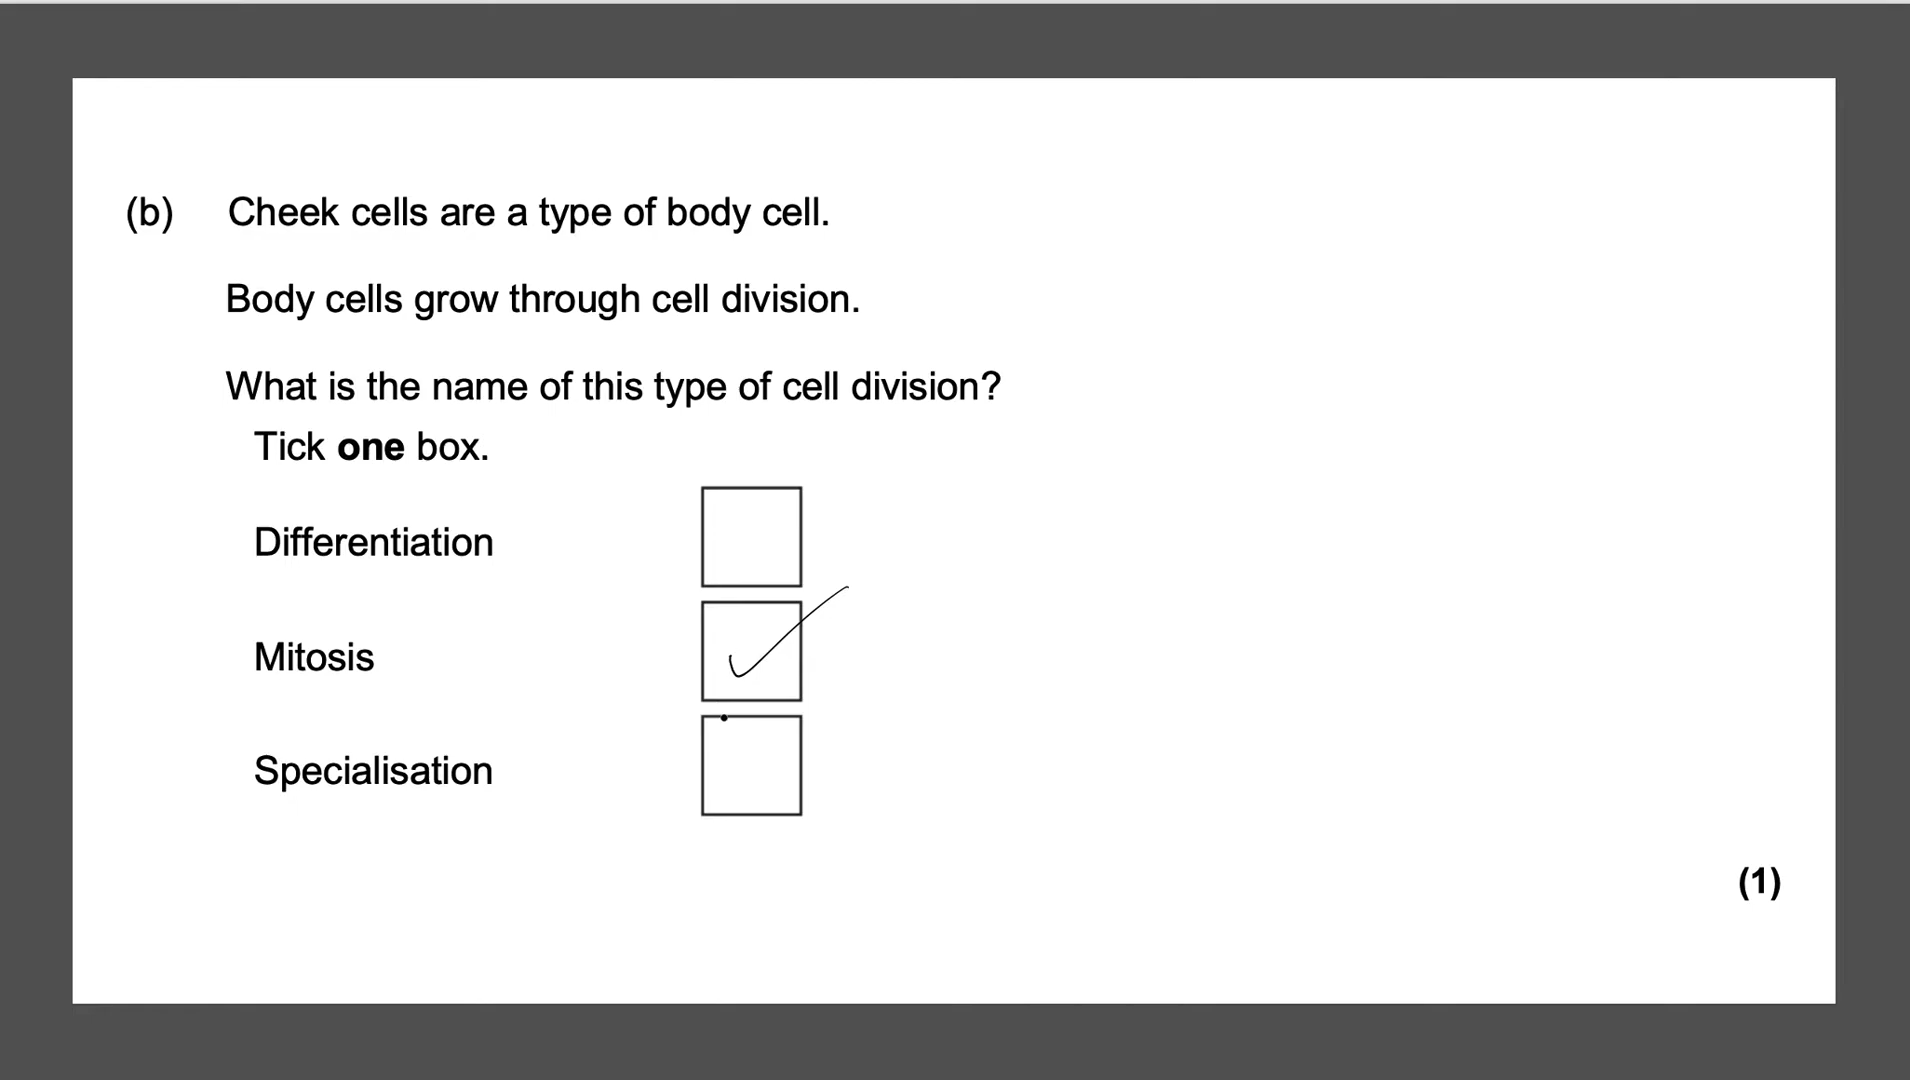 (b) Cheek cells are a type of body cell.
Body cells grow through cell division.
What is the name of this type of cell division?
Tick one box.
Differentiation
Mitosis
Specialisation
(1)